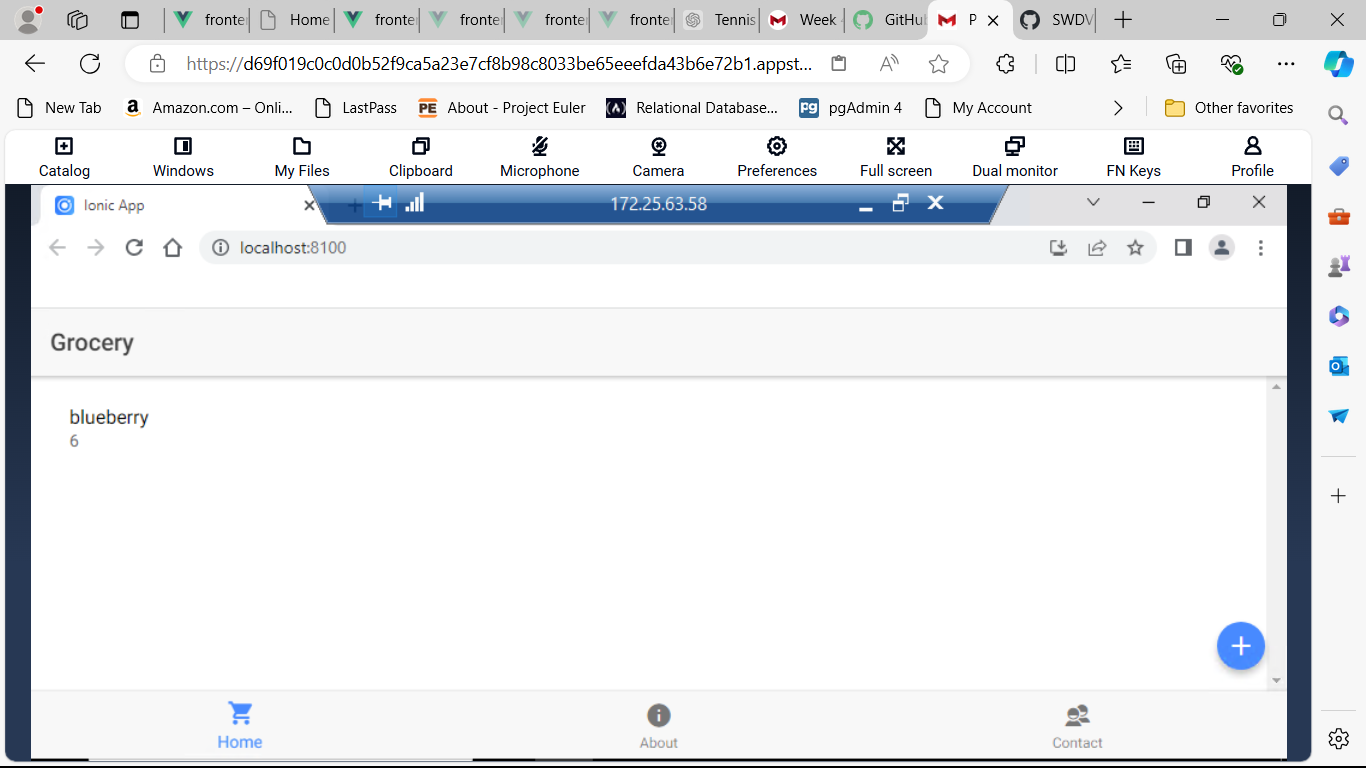 fronte
Home
fronte
fronte
fronte
fronte
Tennis
Week
GitHu
P
SWDV
https://d69f019c0c0d0b52f9ca5a23e7cf8b98c8033be65eeefda43b6e72b1.appst...
New Tab
Amazon.com – Onli...
LastPass
PE About - Project Euler
Relational Database...
pg pgAdmin 4
My Account
Other favorites
Catalog
Windows
My Files
Clipboard
Microphone
Camera
Preferences
Full screen
Dual monitor
FN Keys
Profile
Ionic App
172.25.63.58
localhost:8100
Grocery
blueberry
6
Home
About
Contact